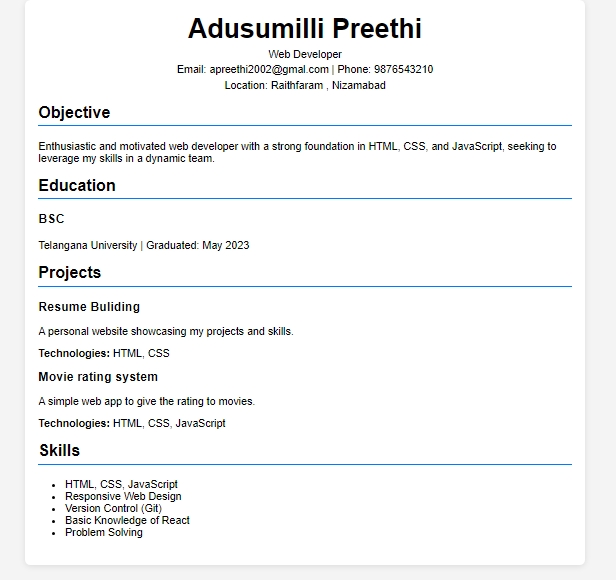 Adusumilli Preethi
Web Developer
Email: apreethi2002@gmal.com | Phone: 9876543210
Location: Raithfaram , Nizamabad
Objective
Enthusiastic and motivated web developer with a strong foundation in HTML, CSS, and JavaScript, seeking to
leverage my skills in a dynamic team.
Education
BSC
Telangana University | Graduated: May 2023
Projects
Resume Buliding
A personal website showcasing my projects and skills.
Technologies: HTML, CSS
Movie rating system
A simple web app to give the rating to movies.
Technologies: HTML, CSS, JavaScript
Skills
• HTML, CSS, JavaScript
• Responsive Web Design
• Version Control (Git)
• Basic Knowledge of React
• Problem Solving